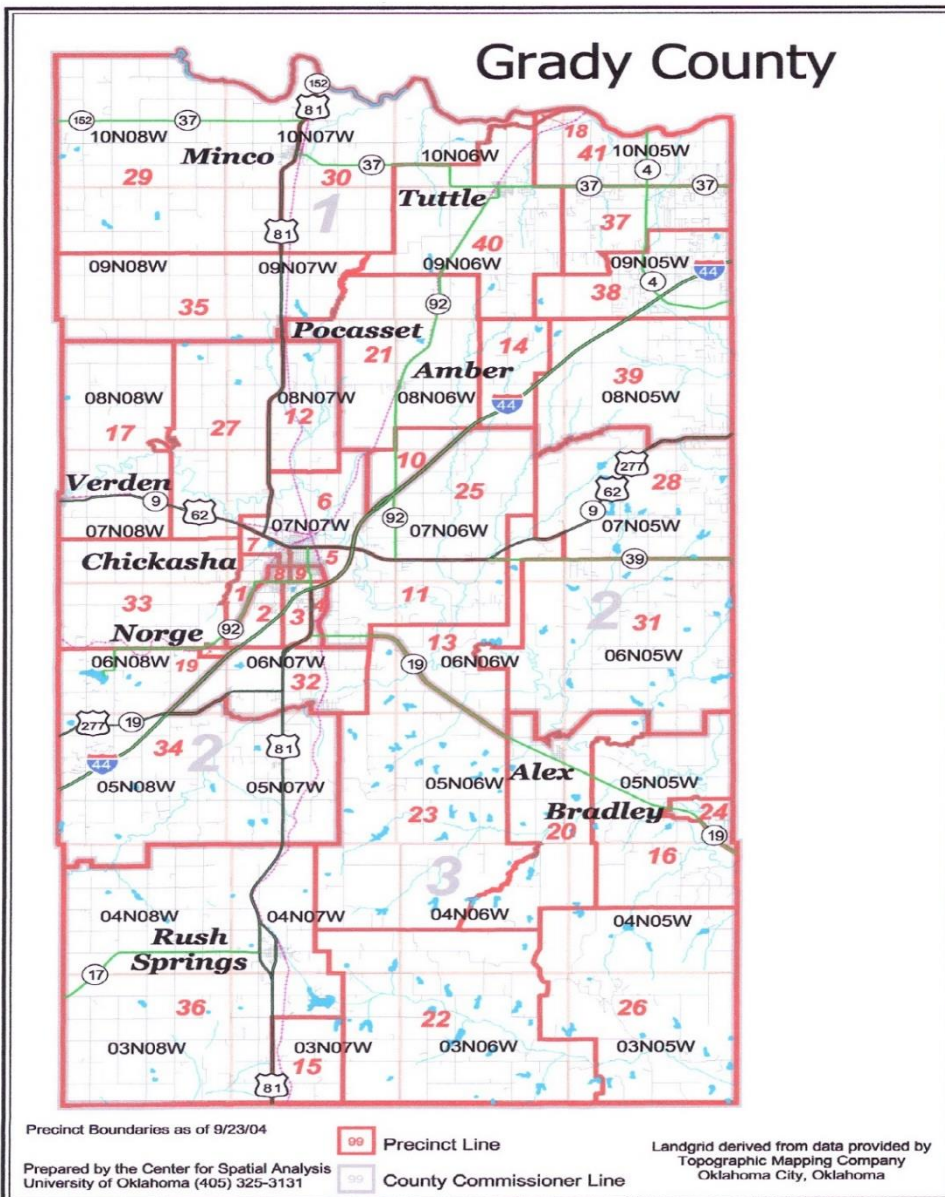 Grady County
152
81
152 37
10N08W 10N07W
Minco
37
10N06W
18
41
10N05W
4
29
30
1
Tuttle
37 37
81
37
40
09N08W 09N07W 09N06W 09N05W
44
4
92
38
35
Pocasset
21
14
Amber
39
08N08W 08N07W 08N06W 08N05W
44
17 27 12
10
277
Verden
6
25
62
28
9
62
9
07N08W 07N07W 92 07N06W 07N05W
7
5
39
Chickasha
8 9
33
1
11
2 3 4
2
31
Norge
92
13
06N08W 19 06N07W 19 06N06W 06N05W
32
277 19
34
2
81
44
05N08W 05N07W 05N06W
Alex
05N05W
23
Bradley
24
20
19
16
3
04N08W 04N07W 04N06W 04N05W
Rush
Springs
17
36
22
26
03N08W 03N07W 03N06W 03N05W
15
81
Precinct Boundaries as of 9/23/04
99 Precinct Line
Prepared by the Center for Spatial Analysis
University of Oklahoma (405) 325-3131
99 County Commissioner Line
Landgrid derived from data provided by
Topographic Mapping Company
Oklahoma City, Oklahoma